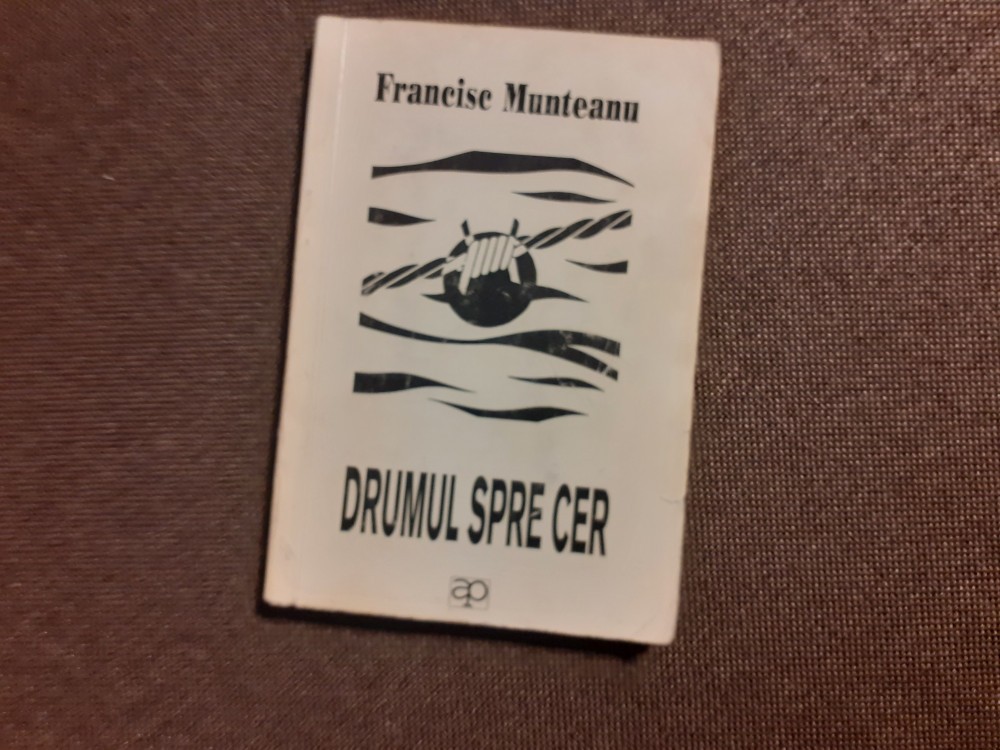 Francisc Munteanu
DRUMUL SPRE CER
ap